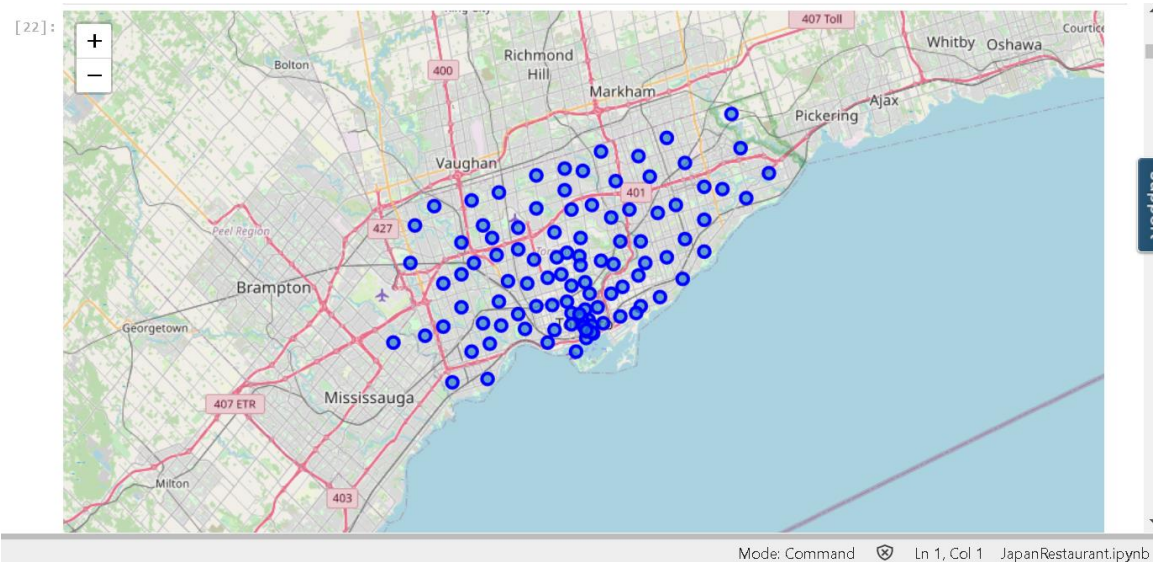 [22]:
+
−
407 Toll
Whitby
Oshawa
Courtice
Bolton
400
Richmond
Hill
Markham
Ajax
Pickering
Vaughan
401
427
Peel Region
Brampton
Georgetown
Mississauga
407 ETR
Milton
403
Mode: Command
Ln 1, Col 1
JapanRestaurant.ipynb